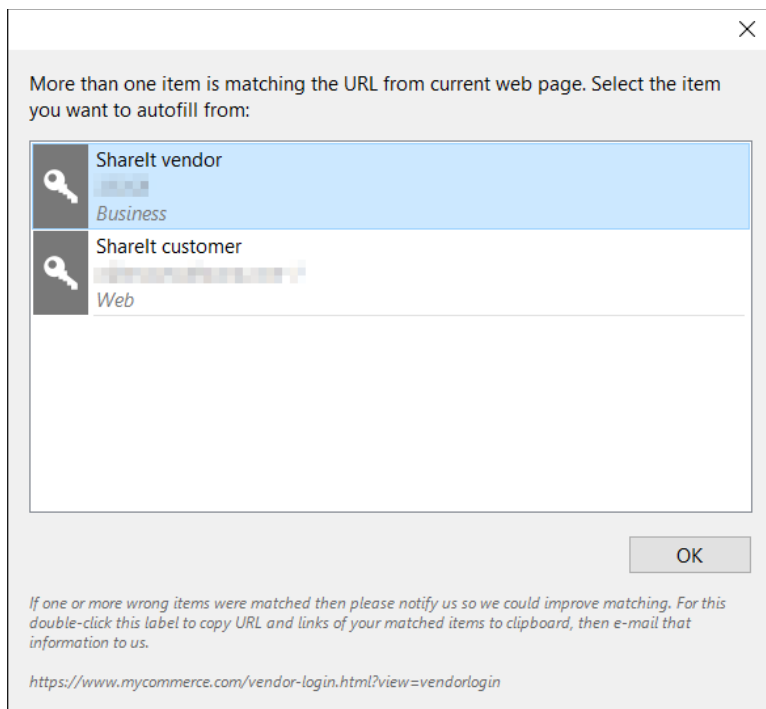 More than one item is matching the URL from current web page. Select the item
you want to autofill from:
ShareIt vendor
Business
ShareIt customer
Web
OK
If one or more wrong items were matched then please notify us so we could improve matching. For this
double-click this label to copy URL and links of your matched items to clipboard, then e-mail that
information to us.
https://www.mycommerce.com/vendor-login.html?view=vendorlogin